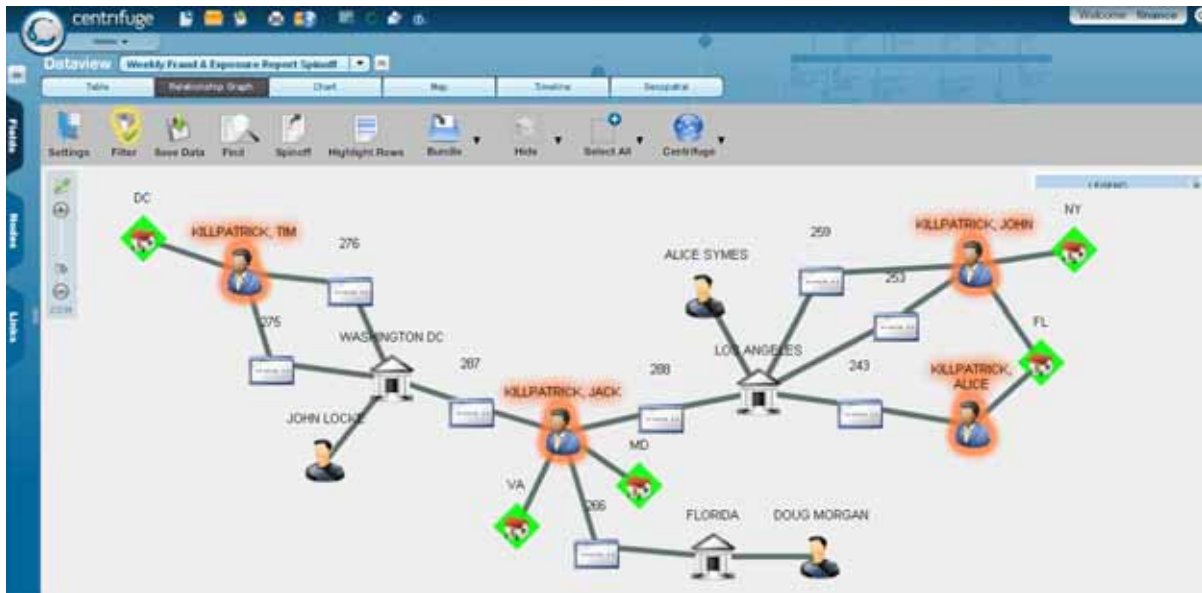 centrifuge
Welcome finance
Dataview Weekly Fraud & Exposure Report Spinoff
Table Relationship Graph Chart Map Timeline Geospatial
Fields
Nodes
Links
Settings Filter Save Data Find Spinoff Highlight Rows Bundle Hide Select All Centrifuge
LEGEND
DC
KILLPATRICK, TIM
276
275
WASHINGTON DC
JOHN LOCKE
287
KILLPATRICK, JACK
VA
MD
266
FLORIDA
DOUG MORGAN
288
ALICE SYMES
LOS ANGELES
259
253
243
KILLPATRICK, JOHN
NY
FL
KILLPATRICK,
ALICE